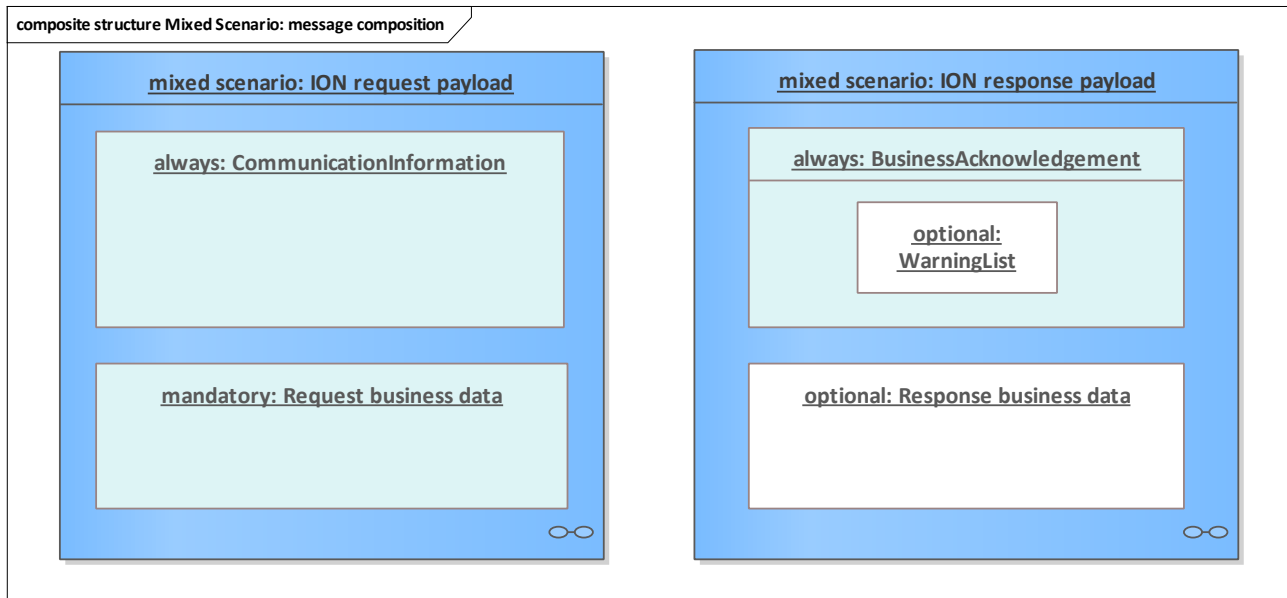 composite structure Mixed Scenario: message composition
mixed scenario: ION request payload
always: CommunicationInformation
mandatory: Request business data
mixed scenario: ION response payload
always: BusinessAcknowledgement
optional:
WarningList
optional: Response business data